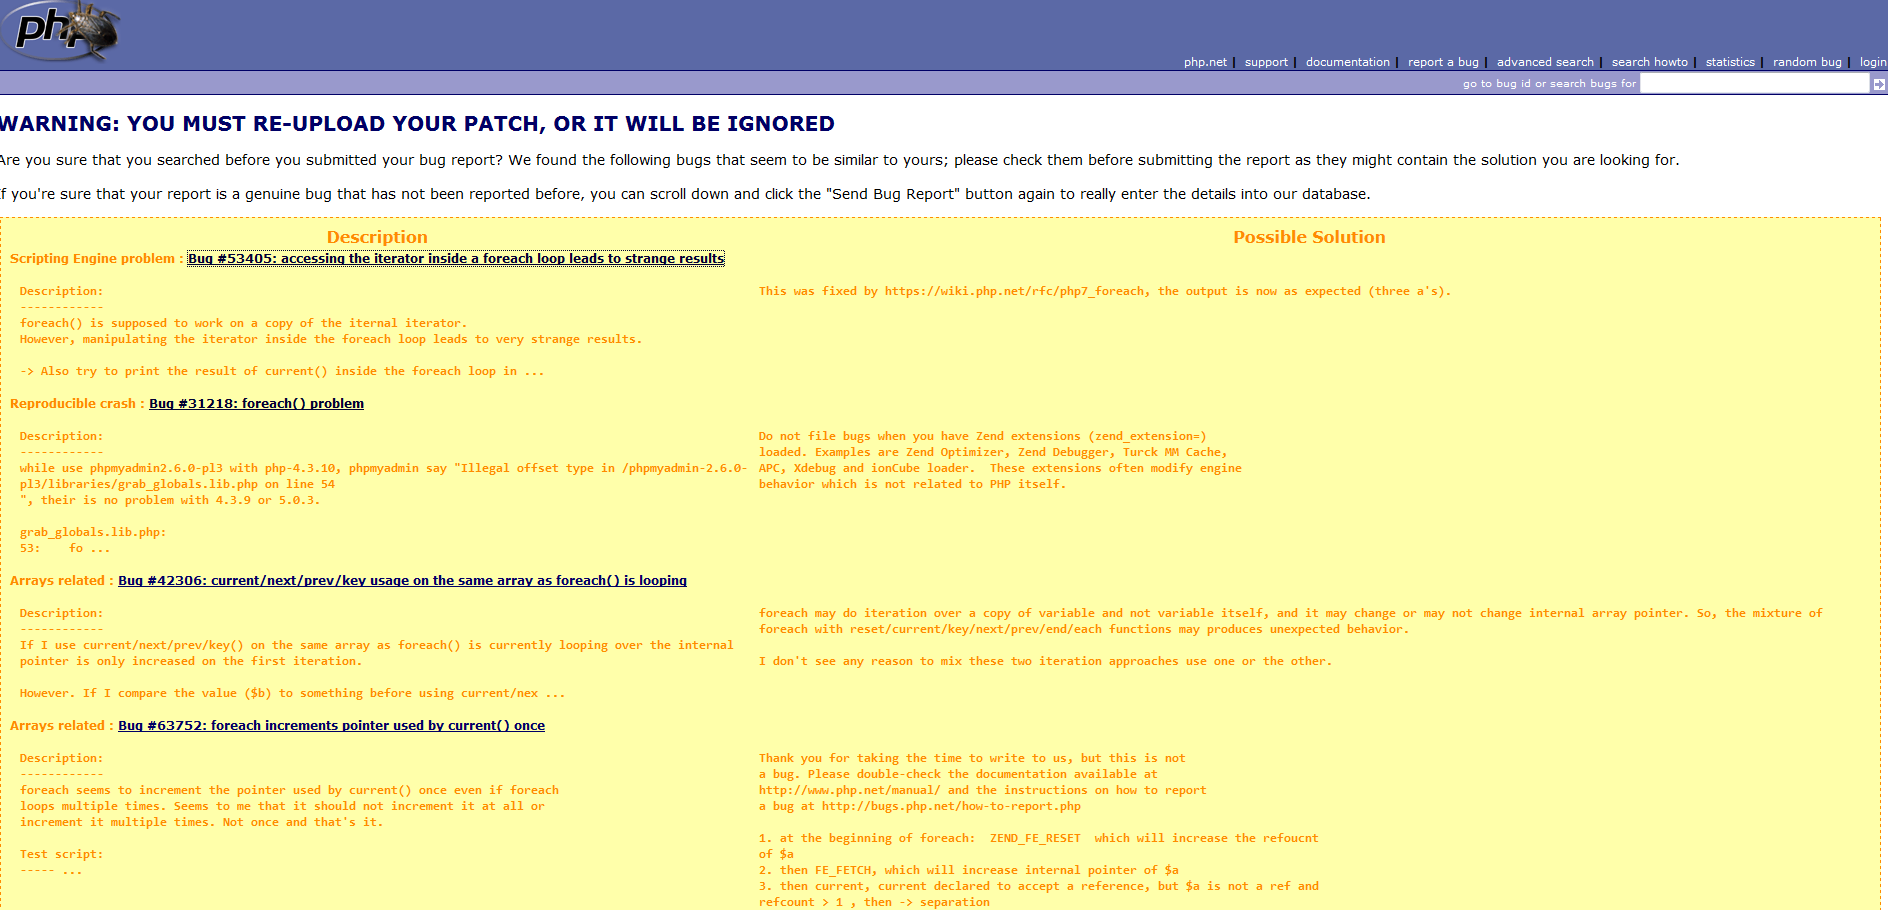 php
php.net | support | documentation | report a bug | advanced search | search howto | statistics | random bug | login
go to bug id or search bugs for
WARNING: YOU MUST RE-UPLOAD YOUR PATCH, OR IT WILL BE IGNORED
Are you sure that you searched before you submitted your bug report? We found the following bugs that seem to be similar to yours; please check them before submitting the report as they might contain the solution you are looking for.
If you're sure that your report is a genuine bug that has not been reported before, you can scroll down and click the "Send Bug Report" button again to really enter the details into our database.
Description
Possible Solution
Scripting Engine problem : Bug #53405: accessing the iterator inside a foreach loop leads to strange results
Description:
------------
foreach() is supposed to work on a copy of the iternal iterator.
However, manipulating the iterator inside the foreach loop leads to very strange results.
-> Also try to print the result of current() inside the foreach loop in ...
This was fixed by https://wiki.php.net/rfc/php7_foreach, the output is now as expected (three a's).
Reproducible crash : Bug #31218: foreach() problem
Description:
------------
while use phpmyadmin2.6.0-pl3 with php-4.3.10, phpmyadmin say "Illegal offset type in /phpmyadmin-2.6.0-
pl3/libraries/grab_globals.lib.php on line 54
", their is no problem with 4.3.9 or 5.0.3.
grab_globals.lib.php:
53:    fo ...
Do not file bugs when you have Zend extensions (zend_extension=)
loaded. Examples are Zend Optimizer, Zend Debugger, Turck MM Cache,
APC, Xdebug and ionCube loader.  These extensions often modify engine
behavior which is not related to PHP itself.
Arrays related : Bug #42306: current/next/prev/key usage on the same array as foreach() is looping
Description:
------------
If I use current/next/prev/key() on the same array as foreach() is currently looping over the internal
pointer is only increased on the first iteration.
However. If I compare the value ($b) to something before using current/nex ...
foreach may do iteration over a copy of variable and not variable itself, and it may change or may not change internal array pointer. So, the mixture of
foreach with reset/current/key/next/prev/end/each functions may produces unexpected behavior.
I don't see any reason to mix these two iteration approaches use one or the other.
Arrays related : Bug #63752: foreach increments pointer used by current() once
Description:
------------
foreach seems to increment the pointer used by current() once even if foreach
loops multiple times. Seems to me that it should not increment it at all or
increment it multiple times. Not once and that's it.
Test script:
----- ...
Thank you for taking the time to write to us, but this is not
a bug. Please double-check the documentation available at
http://www.php.net/manual/ and the instructions on how to report
a bug at http://bugs.php.net/how-to-report.php
1. at the beginning of foreach:  ZEND_FE_RESET  which will increase the refoucnt
of $a
2. then FE_FETCH, which will increase internal pointer of $a
3. then current, current declared to accept a reference, but $a is not a ref and
refcount > 1 , then -> separation